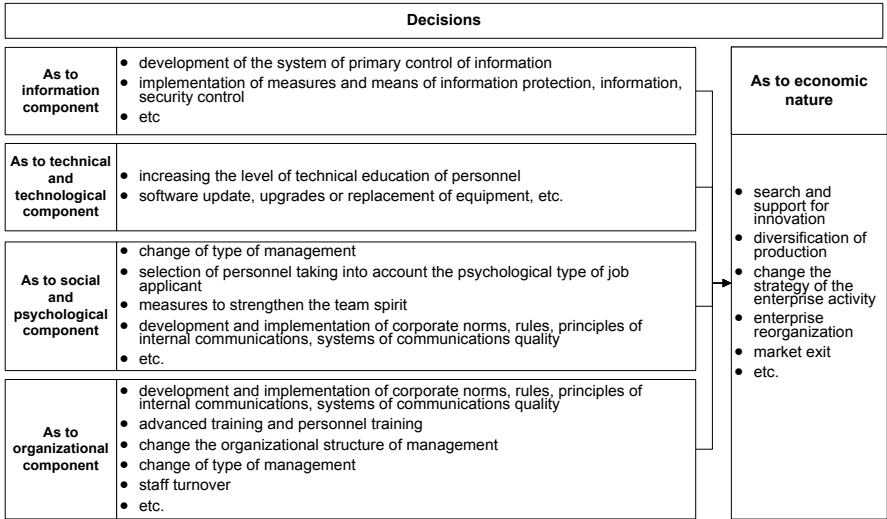 Decisions
As to
information
component
● development of the system of primary control of information
● implementation of measures and means of information protection, information,
security control
● etc
As to technical
and
technological
component
● increasing the level of technical education of personnel
● software update, upgrades or replacement of equipment, etc.
As to social
and
psychological
component
● change of type of management
● selection of personnel taking into account the psychological type of job
applicant
● measures to strengthen the team spirit
● development and implementation of corporate norms, rules, principles of
internal communications, systems of communications quality
● etc.
As to
organizational
component
● development and implementation of corporate norms, rules, principles of
internal communications, systems of communications quality
● advanced training and personnel training
● change the organizational structure of management
● change of type of management
● staff turnover
● etc.
As to economic
nature
● search and
support for
innovation
● diversification of
production
● change the
strategy of the
enterprise activity
● enterprise
reorganization
● market exit
● etc.